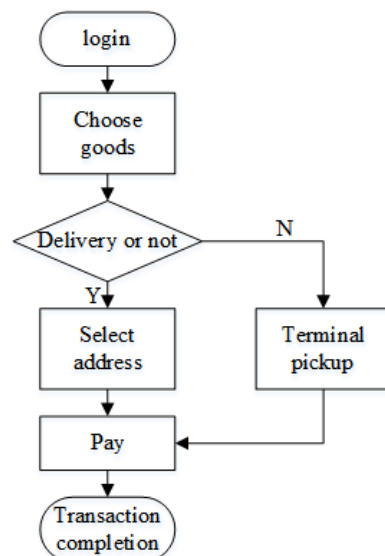 login
Choose
goods
Delivery or not
N
Y
Select
address
Terminal
pickup
Pay
Transaction
completion